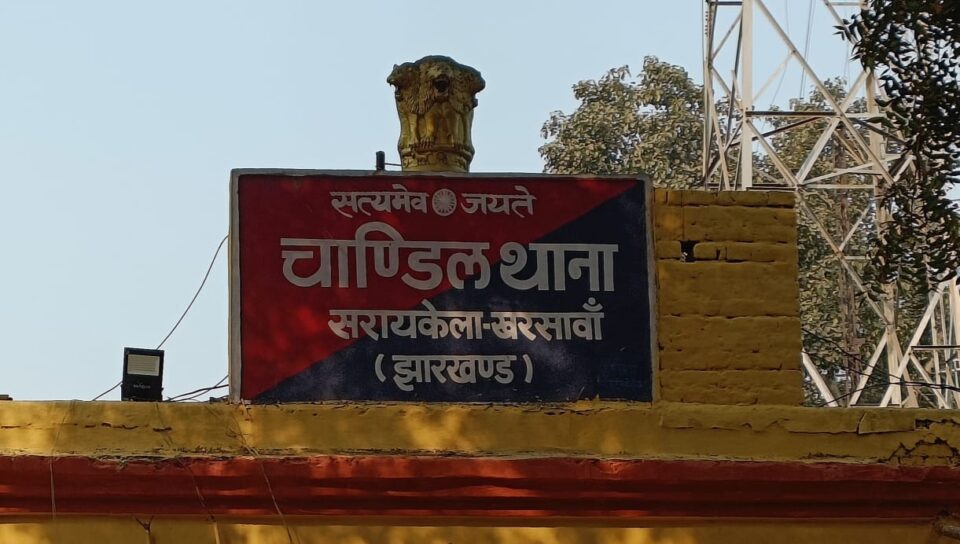 सत्यमेव जयते
चाण्डिल थाना
सरायकेला-खरसावाँ
( झारखण्ड )